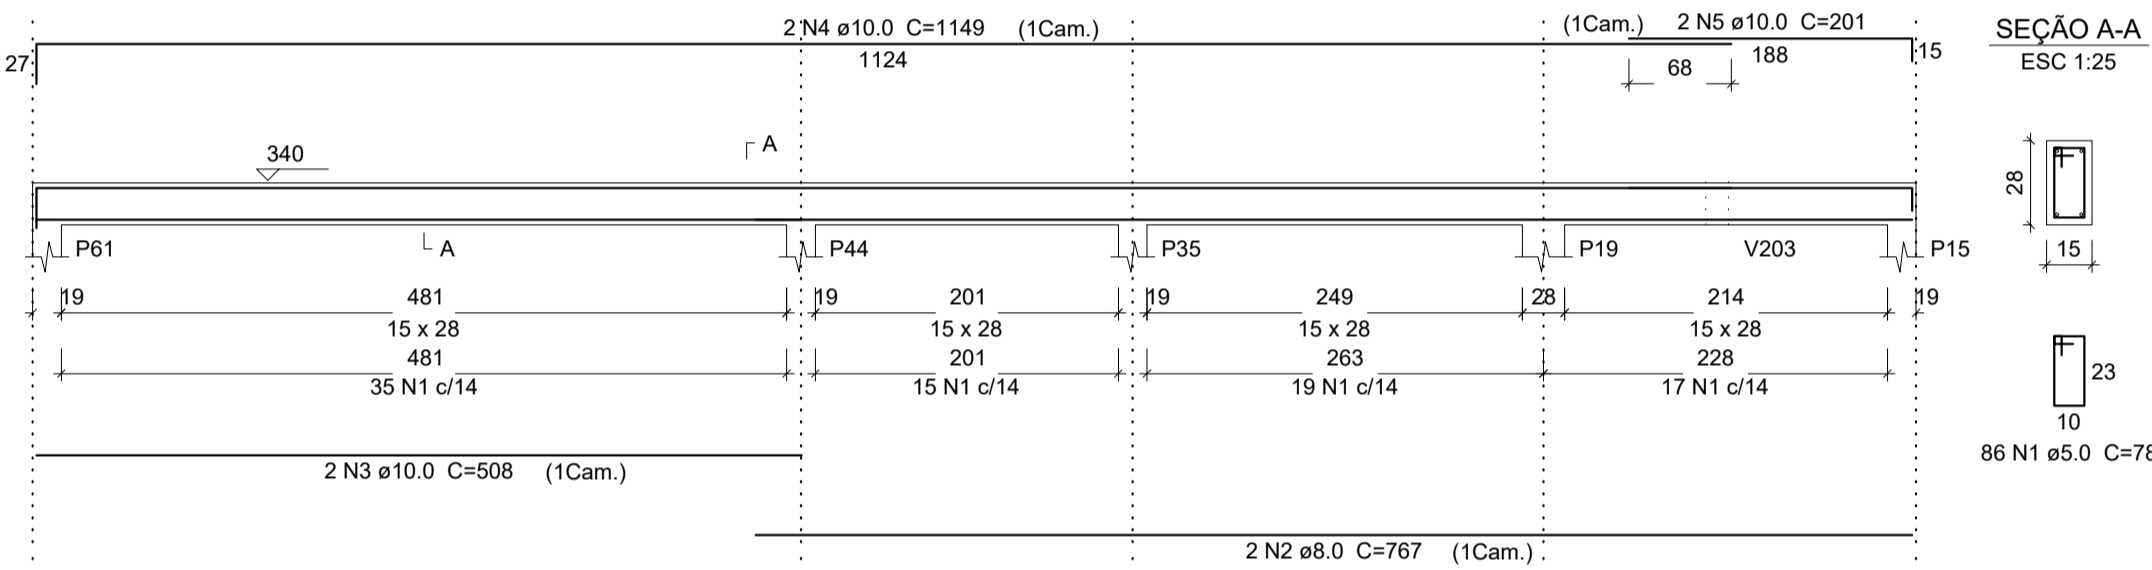 2 N4 ø10.0 C=1149 (1Cam.)
(1Cam.) 2 N5 ø10.0 C=201
SEÇÃO A-A
27
1124
68
188
15
ESC 1:25
340
A
28
A
P61
P44
P35
P19
V203
P15
15
19
481
19
201
19
249
28
214
19
15 x 28
15 x 28
15 x 28
15 x 28
481
201
263
228
35 N1 c/14
15 N1 c/14
19 N1 c/14
17 N1 c/14
23
10
86 N1 ø5.0 C=78
2 N3 ø10.0 C=508 (1Cam.)
2 N2 ø8.0 C=767 (1Cam.)